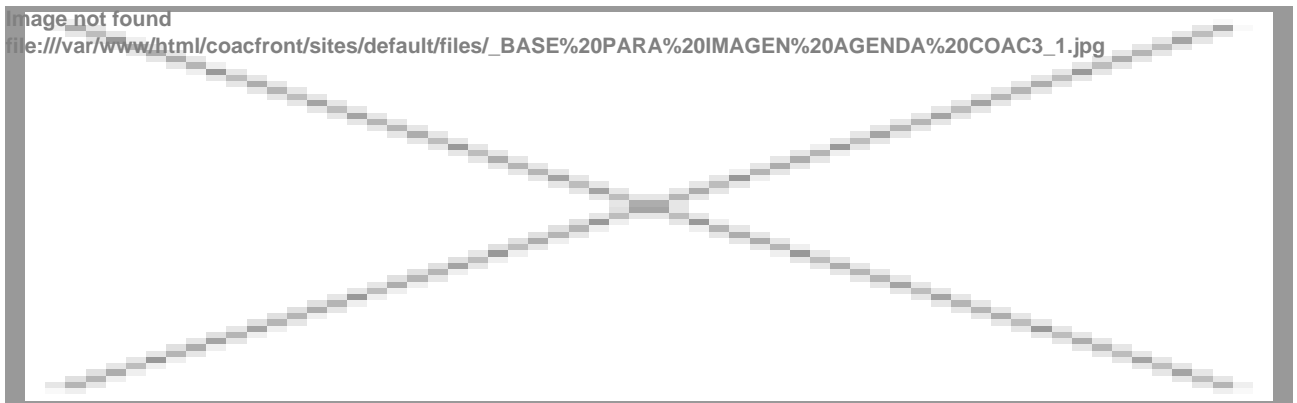 Image not found
file:///var/www/html/coacfront/sites/default/files/_BASE%20PARA%20IMAGEN%20AGENDA%20COAC3_1.jpg